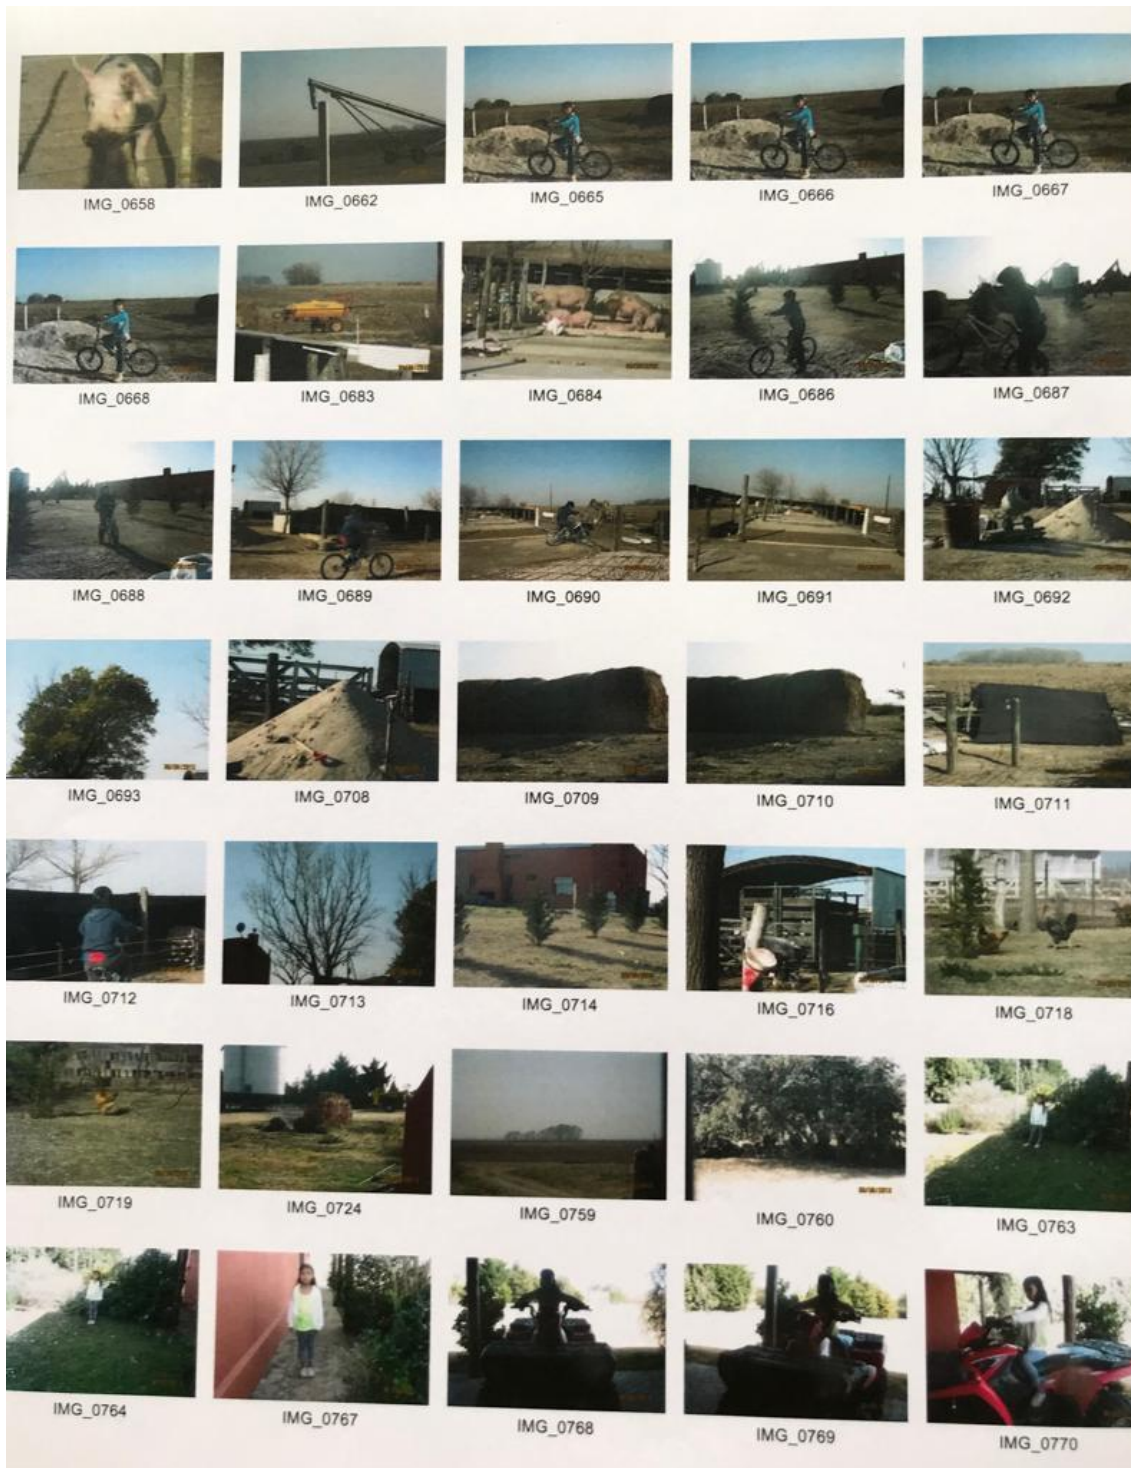 IMG_0658 IMG_0662 IMG_0665 IMG_0666 IMG_0667
IMG_0668 IMG_0683 IMG_0684 IMG_0686 IMG_0687
IMG_0688 IMG_0689 IMG_0690 IMG_0691 IMG_0692
IMG_0693 IMG_0708 IMG_0709 IMG_0710 IMG_0711
IMG_0712 IMG_0713 IMG_0714 IMG_0716 IMG_0718
IMG_0719 IMG_0724 IMG_0759 IMG_0760 IMG_0763
IMG_0764 IMG_0767 IMG_0768 IMG_0769 IMG_0770